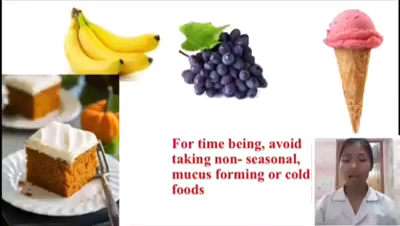 For time being, avoid
taking non- seasonal,
mucus forming or cold
foods